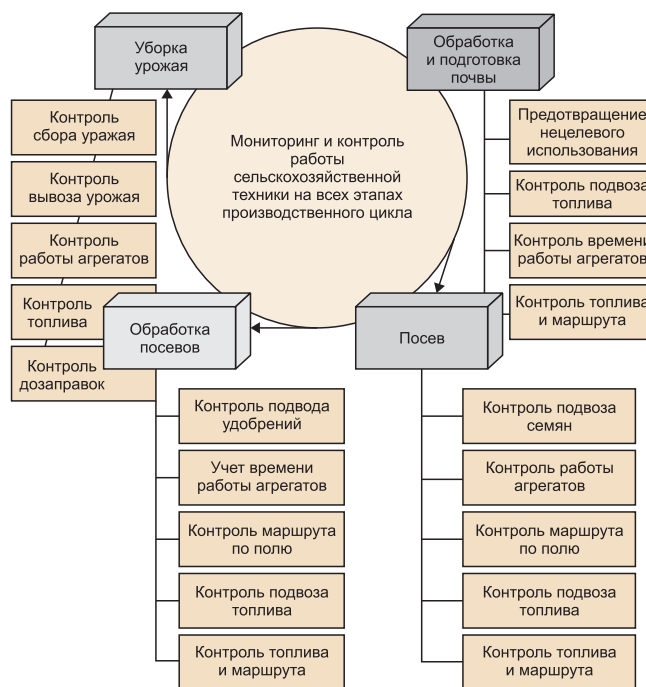 Уборка
урожая
Обработка
и подготовка
почвы
Мониторинг и контроль
работы
сельскохозяйственной
техники на всех этапах
производственного цикла
Контроль
сбора уражая
Контроль
вывоза урожая
Контроль
работы агрегатов
Контроль
топлива
Контроль
дозаправок
Предотвращение
нецелевого
использования
Контроль подвоза
топлива
Контроль времени
работы агрегатов
Контроль топлива
и маршрута
Обработка
посевов
Посев
Контроль подвода
удобрений
Учет времени
работы агрегатов
Контроль маршрута
по полю
Контроль подвоза
топлива
Контроль топлива
и маршрута
Контроль подвоза
семян
Контроль работы
агрегатов
Контроль маршрута
по полю
Контроль подвоза
топлива
Контроль топлива
и маршрута